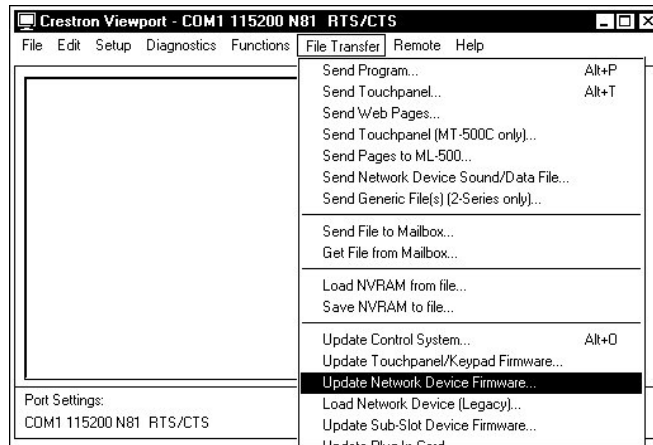 Crestron Viewport - COM1 115200 N81 RTS/CTS
File Edit Setup Diagnostics Functions File Transfer Remote Help
Send Program... Alt+P
Send Touchpanel... Alt+T
Send Web Pages...
Send Touchpanel (MT-500C only)...
Send Pages to ML-500...
Send Network Device Sound/Data File...
Send Generic File(s) (2-Series only)...
Send File to Mailbox...
Get File from Mailbox...
Load NVRAM from file...
Save NVRAM to file...
Update Control System... Alt+O
Update Touchpanel/Keypad Firmware...
Update Network Device Firmware...
Load Network Device (Legacy)...
Update Sub-Slot Device Firmware...
Update Plug In Card
Port Settings:
COM1 115200 N81 RTS/CTS